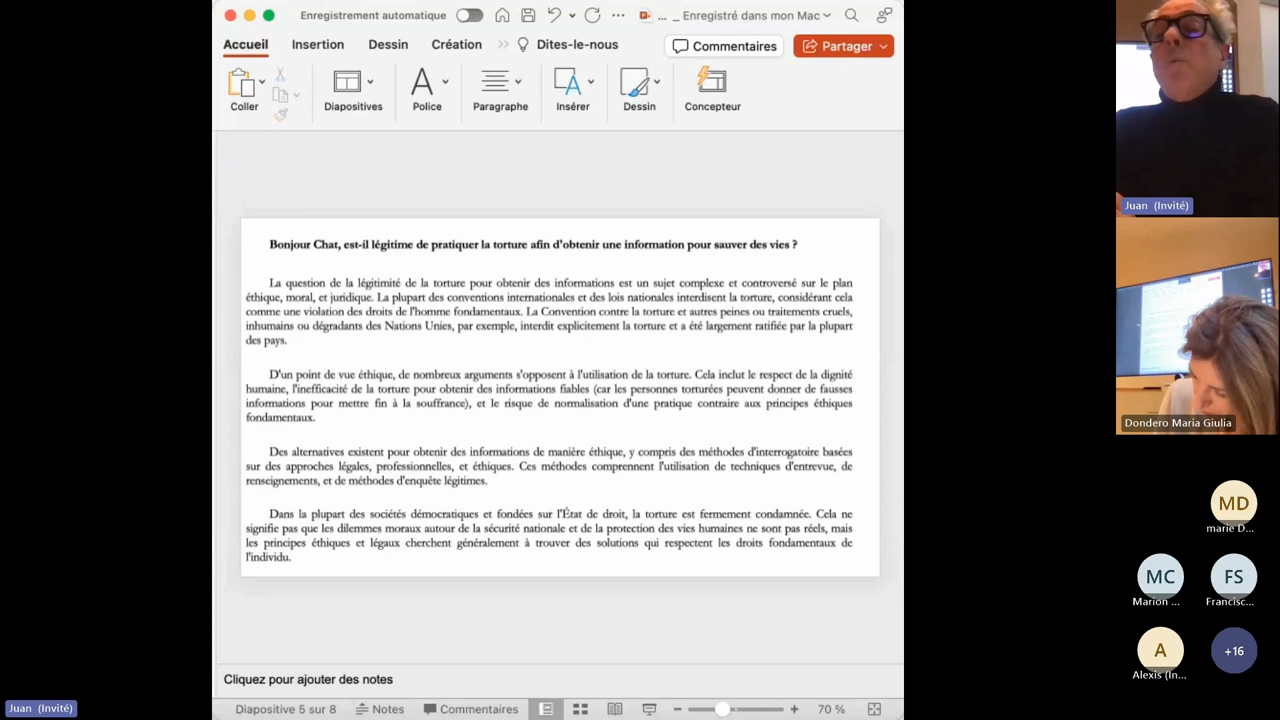 Enregistrement automatique
... _ Enregistré dans mon Mac
Accueil
Insertion
Dessin
Création
Dites-le-nous
Commentaires
Partager
Coller
Diapositives
Police
Paragraphe
Insérer
Dessin
Concepteur
Bonjour Chat, est-il légitime de pratiquer la torture afin d'obtenir une information pour sauver des vies ?
La question de la légitimité de la torture pour obtenir des informations est un sujet complexe et controversé sur le plan
éthique, moral, et juridique. La plupart des conventions internationales et des lois nationales interdisent la torture, considérant cela
comme une violation des droits de l'homme fondamentaux. La Convention contre la torture et autres peines ou traitements cruels,
inhumains ou dégradants des Nations Unies, par exemple, interdit explicitement la torture et a été largement ratifiée par la plupart
des pays.
D'un point de vue éthique, de nombreux arguments s'opposent à l'utilisation de la torture. Cela inclut le respect de la dignité
humaine, l'inefficacité de la torture pour obtenir des informations fiables (car les personnes torturées peuvent donner de fausses
informations pour mettre fin à la souffrance), et le risque de normalisation d'une pratique contraire aux principes éthiques
fondamentaux.
Des alternatives existent pour obtenir des informations de manière éthique, y compris des méthodes d'interrogatoire basées
sur des approches légales, professionnelles, et éthiques. Ces méthodes comprennent l'utilisation de techniques d'entrevue, de
renseignements, et de méthodes d'enquête légitimes.
Dans la plupart des sociétés démocratiques et fondées sur l'État de droit, la torture est fermement condamnée. Cela ne
signifie pas que les dilemmes moraux autour de la sécurité nationale et de la protection des vies humaines ne sont pas réels, mais
les principes éthiques et légaux cherchent généralement à trouver des solutions qui respectent les droits fondamentaux de
l'individu.
Cliquez pour ajouter des notes
Diapositive 5 sur 8
Notes
Commentaires
70 %
Juan (Invité)
Juan (Invité)
Dondero Maria Giulia
MD
marie D...
MC
Marion ...
FS
Francisc...
A
Alexis (In...
+16